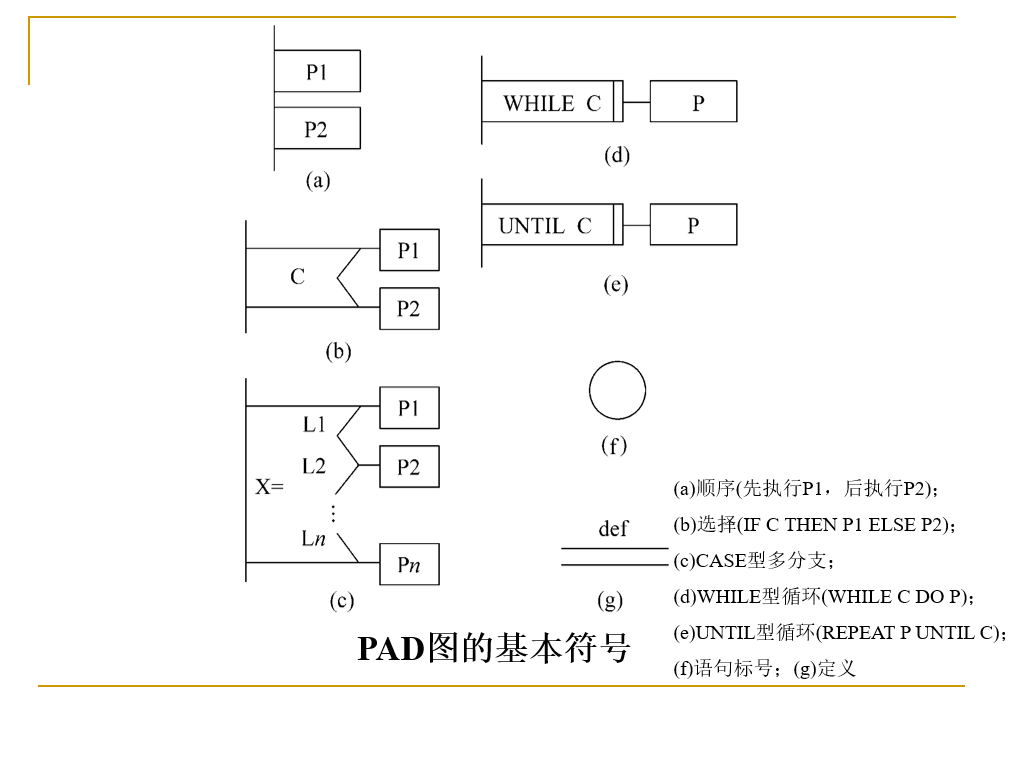 P1
P2
(a)
C
P1
P2
(b)
X=
L1
L2
⋮
Ln
P1
P2
Pn
(c)
WHILE C
P
(d)
UNTIL C
P
(e)
(f)
def
(g)
(a)顺序(先执行P1，后执行P2)；
(b)选择(IF C THEN P1 ELSE P2)；
(c)CASE型多分支；
(d)WHILE型循环(WHILE C DO P)；
(e)UNTIL型循环(REPEAT P UNTIL C)；
(f)语句标号；(g)定义
PAD图的基本符号